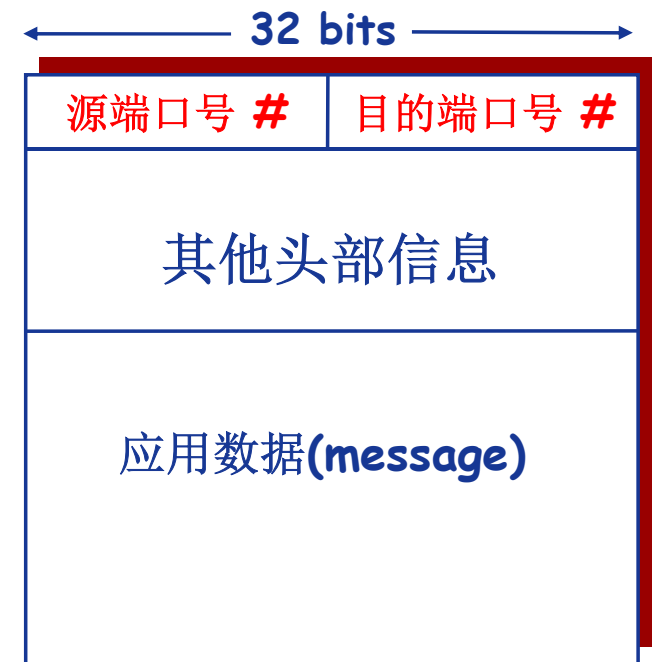 32 bits
源端口号 # 目的端口号 #
其他头部信息
应用数据(message)